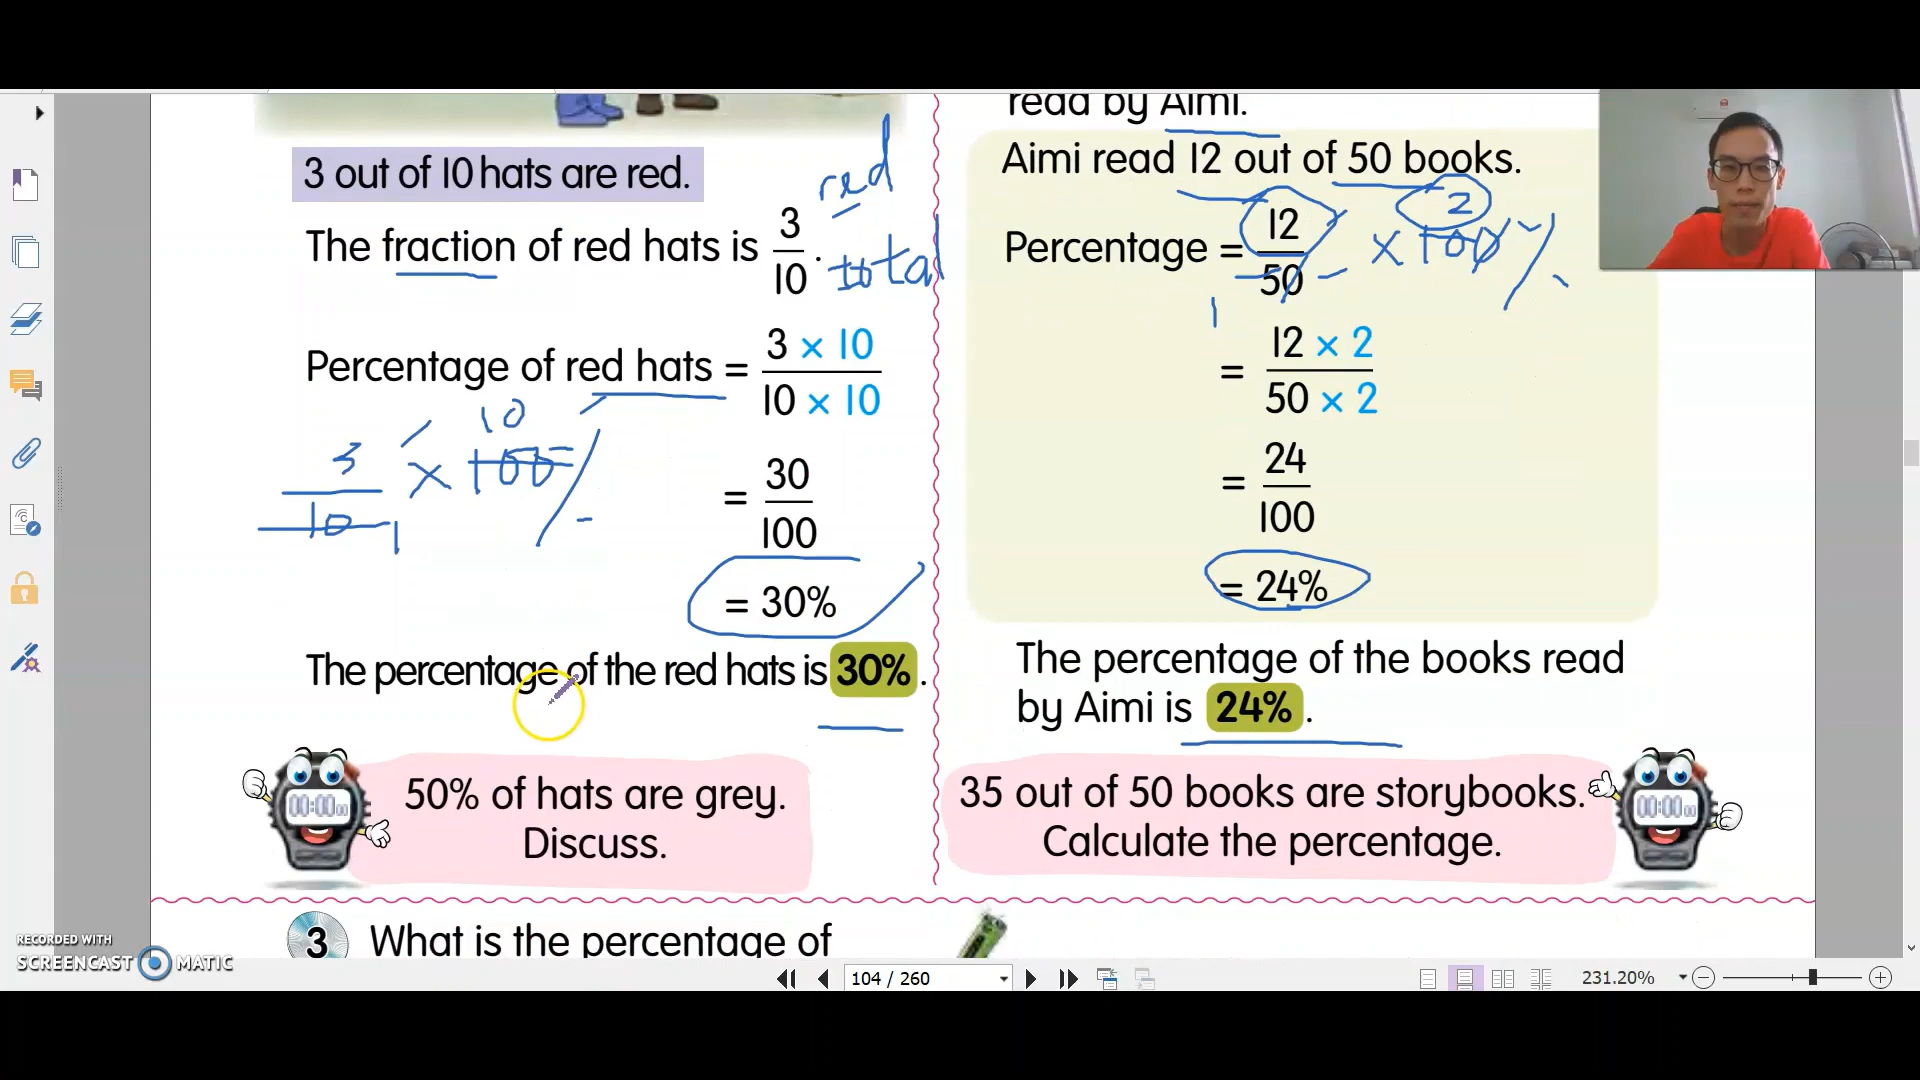 3 out of 10 hats are red.
The fraction of red hats is 3/10.
red
total
Percentage of red hats = 3 × 10 / 10 × 10
3/10 × 100%
10
1
= 30/100
= 30%
The percentage of the red hats is 30%.
50% of hats are grey.
Discuss.
read by Aimi.
Aimi read 12 out of 50 books.
Percentage = 12/50 × 100%
2
1
= 12 × 2 / 50 × 2
= 24/100
= 24%
The percentage of the books read
by Aimi is 24%.
35 out of 50 books are storybooks.
Calculate the percentage.
00:00 00
00:00 00
3 What is the percentage of
RECORDED WITH
SCREENCAST MATIC
104 / 260
231.20%